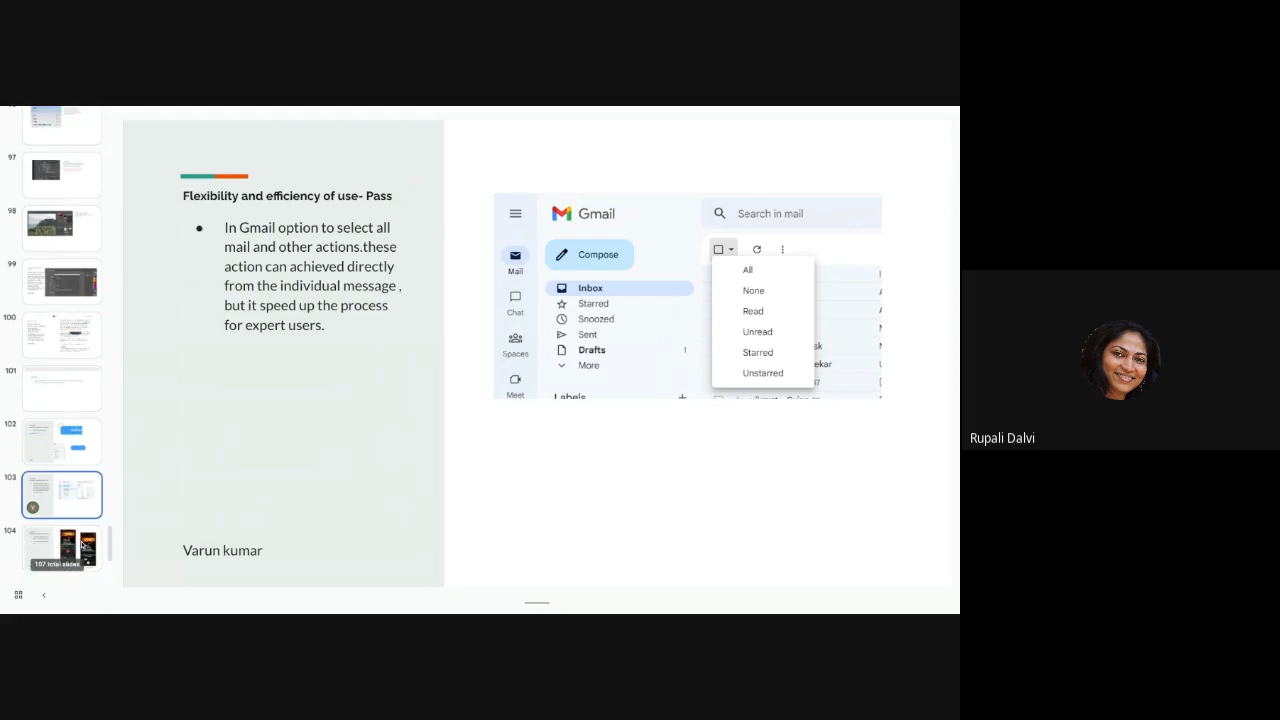 97
98
99
100
101
102
103
104
107 total slides
Flexibility and efficiency of use- Pass
● In Gmail option to select all
mail and other actions.these
action can achieved directly
from the individual message ,
but it speed up the process
for expert users.
Varun kumar
Gmail
Search in mail
Compose
Mail
Chat
Spaces
Meet
Inbox
Starred
Snoozed
Sent
Drafts 1
More
Labels +
All
None
Read
Unread
Starred
Unstarred
Rupali Dalvi